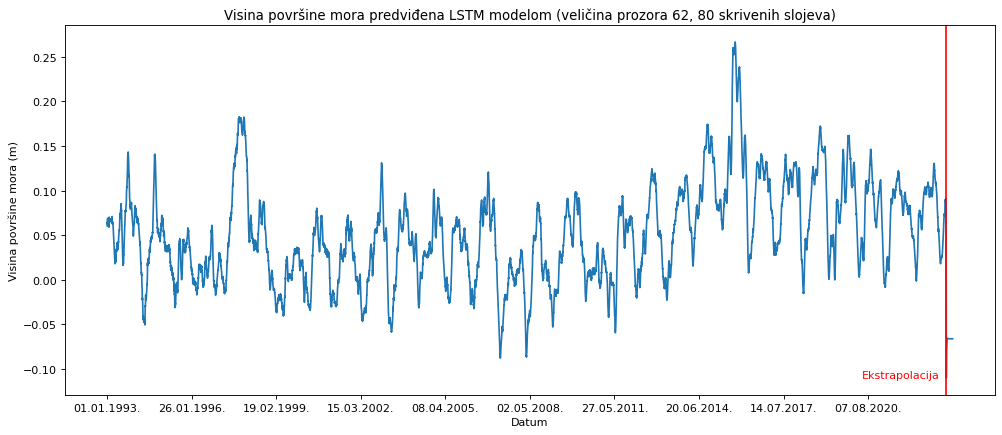 Visina površine mora predviđena LSTM modelom (veličina prozora 62, 80 skrivenih slojeva)
Visina površine mora (m)
0.25
0.20
0.15
0.10
0.05
0.00
−0.05
−0.10
Ekstrapolacija
01.01.1993. 26.01.1996. 19.02.1999. 15.03.2002. 08.04.2005. 02.05.2008. 27.05.2011. 20.06.2014. 14.07.2017. 07.08.2020.
Datum